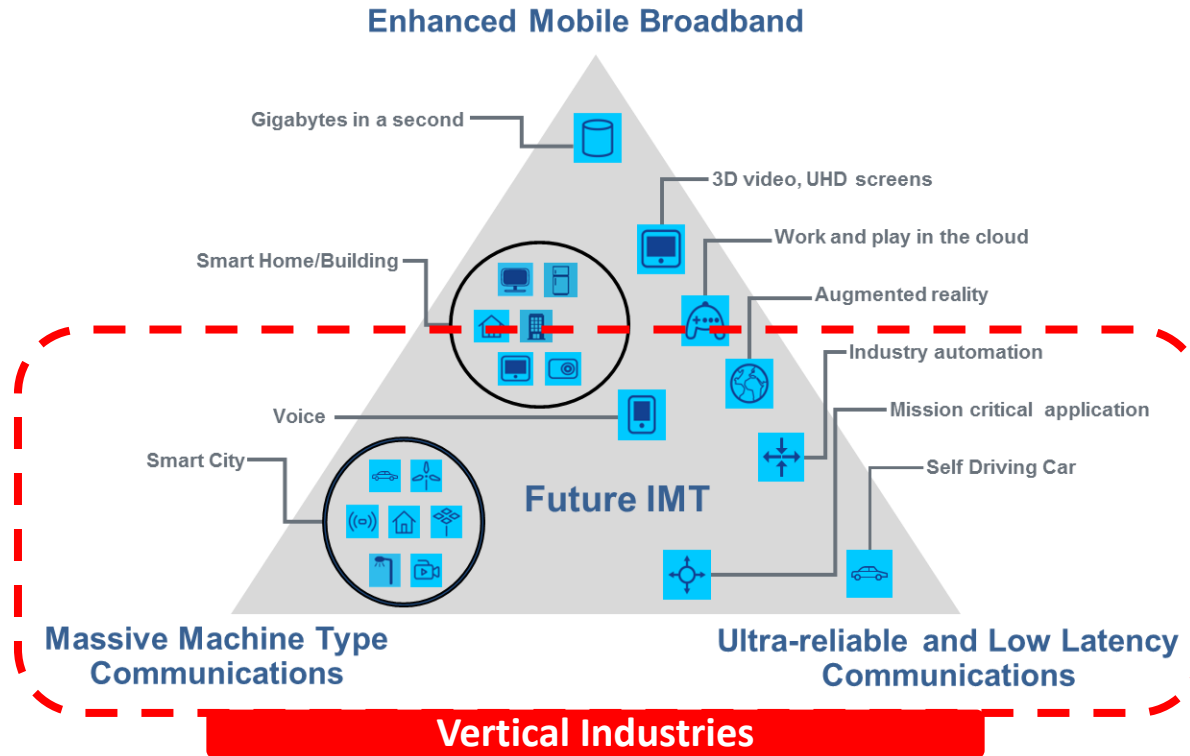 Enhanced Mobile Broadband
Gigabytes in a second
3D video, UHD screens
Work and play in the cloud
Smart Home/Building
Augmented reality
Industry automation
Voice
Mission critical application
Smart City
Self Driving Car
Future IMT
Massive Machine Type
Communications
Ultra-reliable and Low Latency
Communications
Vertical Industries